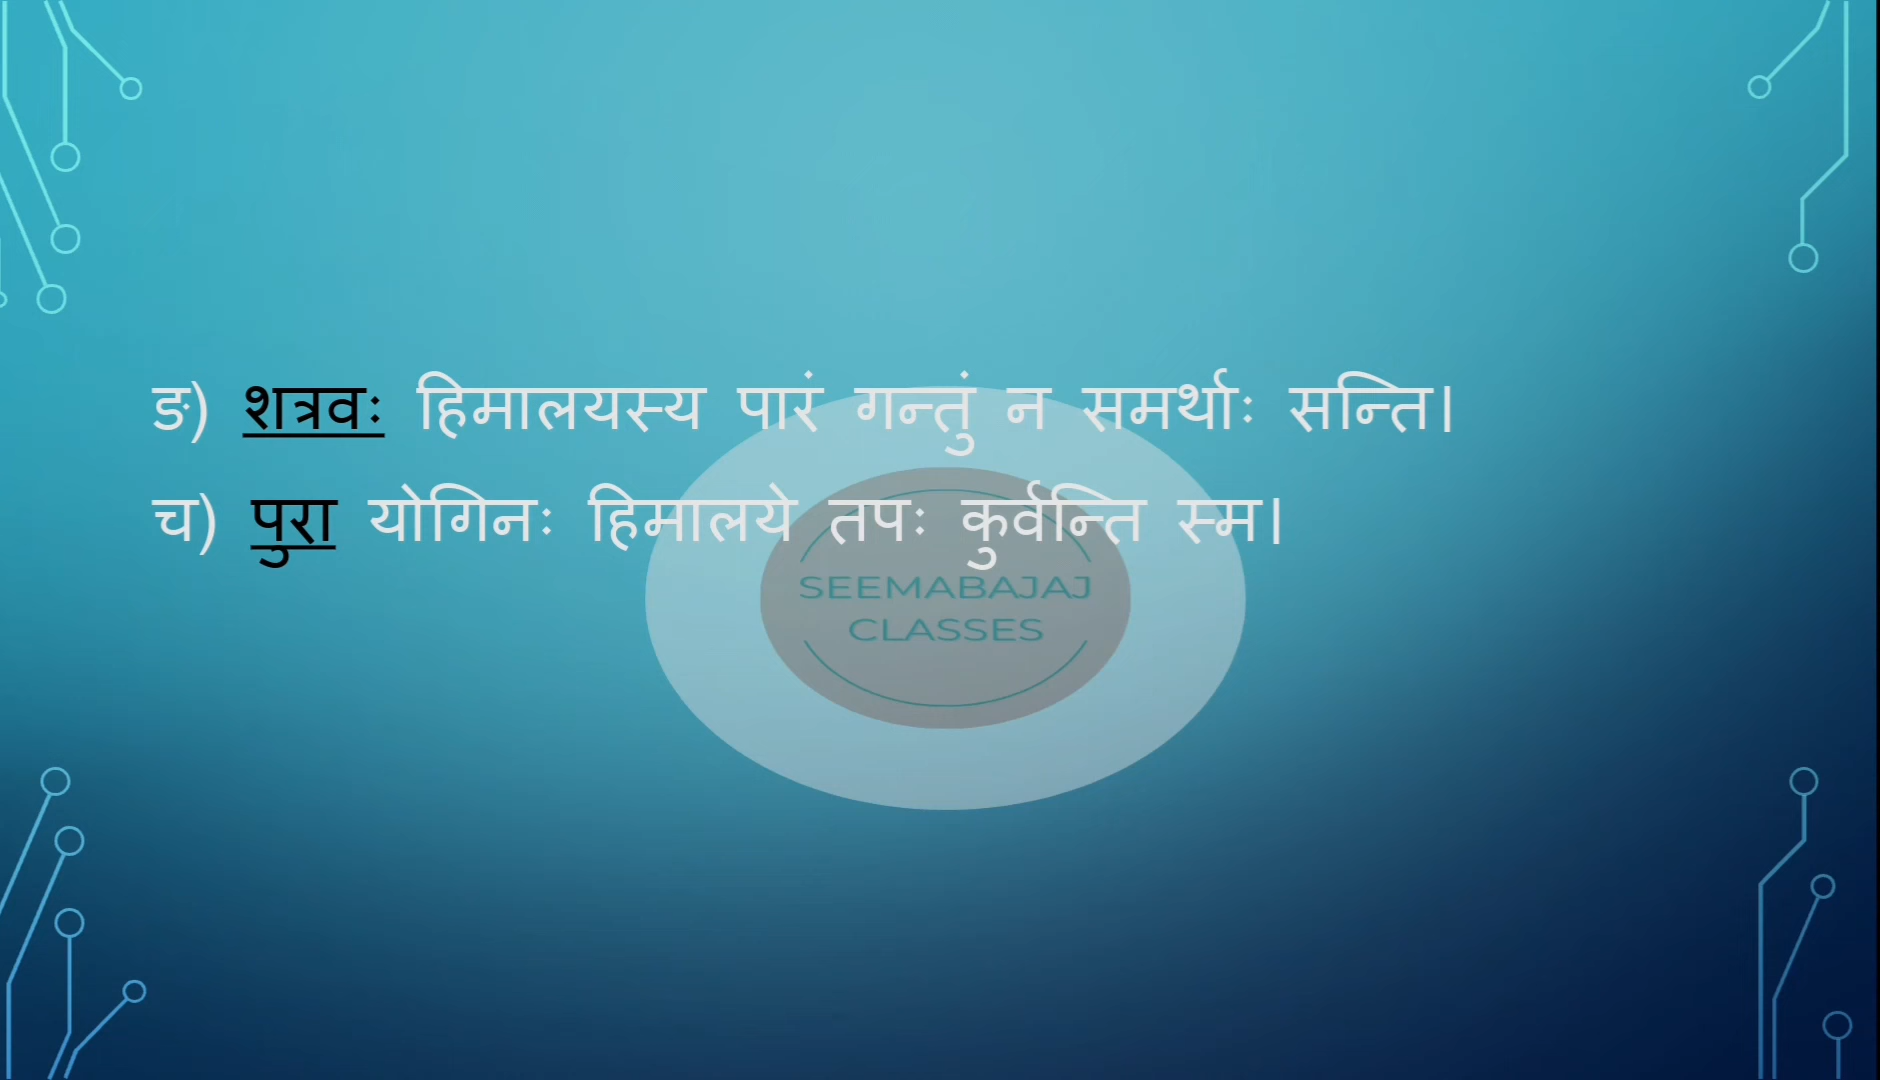 ङ) शत्रवः हिमालयस्य पारं गन्तुं न समर्थाः सन्ति।
च) पुरा योगिनः हिमालये तपः कुर्वन्ति स्म।
SEEMABAJAJ
CLASSES